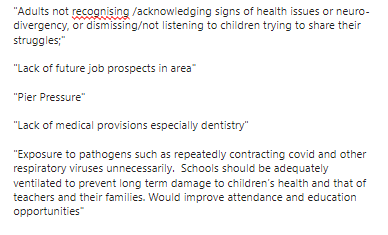 "Adults not recognising /acknowledging signs of health issues or neuro-
divergency, or dismissing/not listening to children trying to share their
struggles;"
"Lack of future job prospects in area"
"Pier Pressure"
"Lack of medical provisions especially dentistry"
"Exposure to pathogens such as repeatedly contracting covid and other
respiratory viruses unnecessarily.  Schools should be adequately
ventilated to prevent long term damage to children's health and that of
teachers and their families. Would improve attendance and education
opportunities"